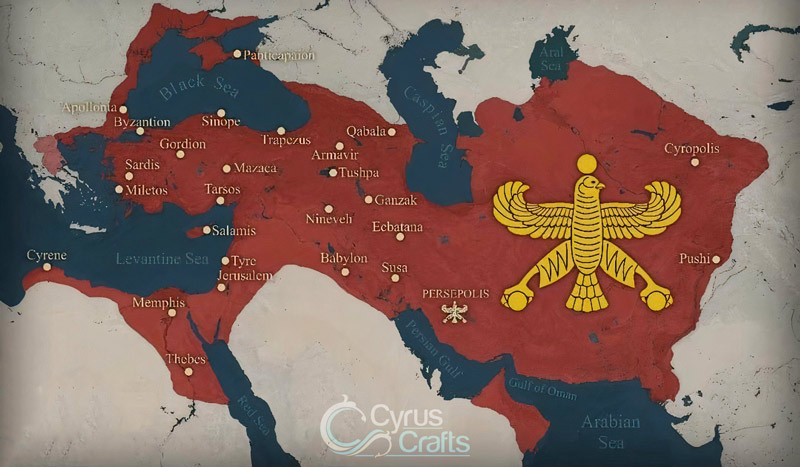 Panticapaion
Black Sea
Aral
Sea
Caspian Sea
Apollonia
Byzantion
Sinope
Trapezus
Qabala
Gordion
Armavir
Cyropolis
Sardis
Mazaca
Tushpa
Miletos
Tarsos
Ganzak
Nineveh
Ecbatana
Salamis
Cyrene
Levantine Sea
Tyre
Babylon
Susa
Pushi
Jerusalem
PERSEPOLIS
Memphis
Persian Gulf
Thebes
Gulf of Oman
Red Sea
Arabian
Sea
Cyrus
Crafts